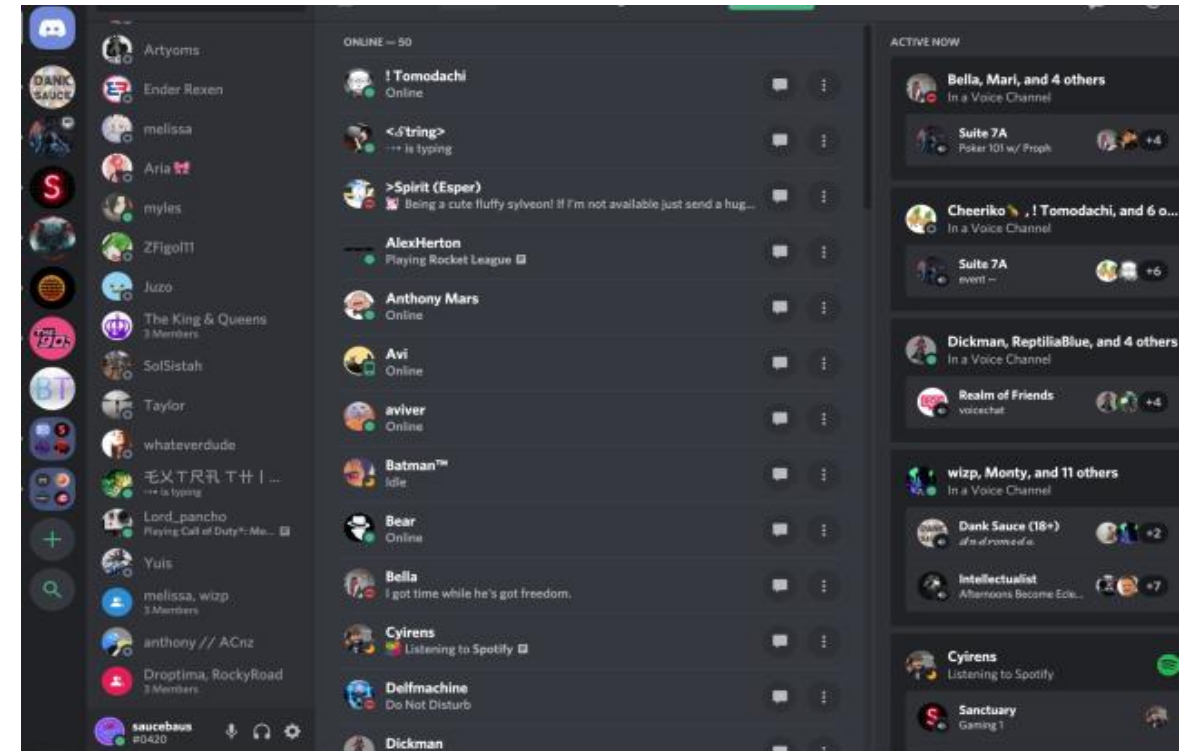 DANK
SAUCE
S
BT
Artyoms
Ender Rexen
melissa
Aria
myles
ZFigol11
Juzo
The King & Queens
3 Members
SolSistah
Taylor
whateverdude
is typing
Lord_pancho
Playing Call of Duty®: Mo...
Yuis
melissa, wizp
3 Members
anthony // ACnz
Droptima, RockyRoad
3 Members
saucebaus
#0420
ONLINE — 50
! Tomodachi
Online
<𝓢tring>
is typing
>Spirit (Esper)
Being a cute fluffy sylveon! If I'm not available just send a hug...
AlexHerton
Playing Rocket League
Anthony Mars
Online
Avi
Online
aviver
Online
Batman™
Idle
Bear
Online
Bella
I got time while he's got freedom.
Cyirens
Listening to Spotify
Delfmachine
Do Not Disturb
Dickman
ACTIVE NOW
Bella, Mari, and 4 others
In a Voice Channel
Suite 7A
Poker 101 w/ Proph
+4
Cheeriko , ! Tomodachi, and 6 o...
In a Voice Channel
Suite 7A
event --
+6
Dickman, ReptiliaBlue, and 4 others
In a Voice Channel
Realm of Friends
voicechat
+4
wizp, Monty, and 11 others
In a Voice Channel
Dank Sauce (18+)
𝒜𝓃𝒹𝓇𝑜𝓂𝑒𝒹𝒶
+2
Intellectualist
Afternoons Become Ecle...
+7
Cyirens
Listening to Spotify
Sanctuary
Gaming 1